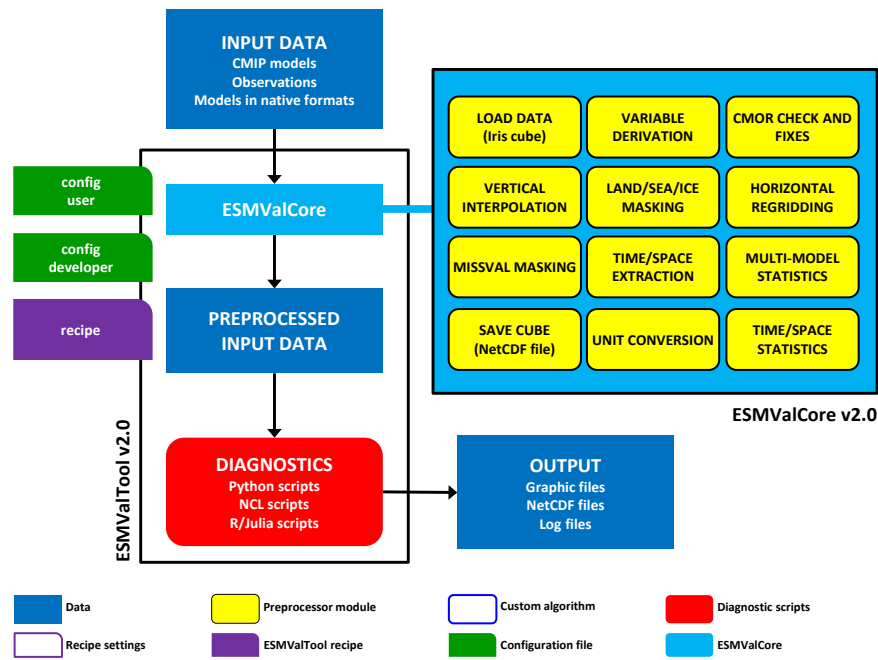 INPUT DATA
CMIP models
Observations
Models in native formats
config
user
config
developer
recipe
ESMValCore
PREPROCESSED
INPUT DATA
DIAGNOSTICS
Python scripts
NCL scripts
R/Julia scripts
ESMValTool v2.0
OUTPUT
Graphic files
NetCDF files
Log files
LOAD DATA
(Iris cube)
VARIABLE
DERIVATION
CMOR CHECK AND
FIXES
VERTICAL
INTERPOLATION
LAND/SEA/ICE
MASKING
HORIZONTAL
REGRIDDING
MISSVAL MASKING
TIME/SPACE
EXTRACTION
MULTI-MODEL
STATISTICS
SAVE CUBE
(NetCDF file)
UNIT CONVERSION
TIME/SPACE
STATISTICS
ESMValCore v2.0
Data
Preprocessor module
Custom algorithm
Diagnostic scripts
Recipe settings
ESMValTool recipe
Configuration file
ESMValCore